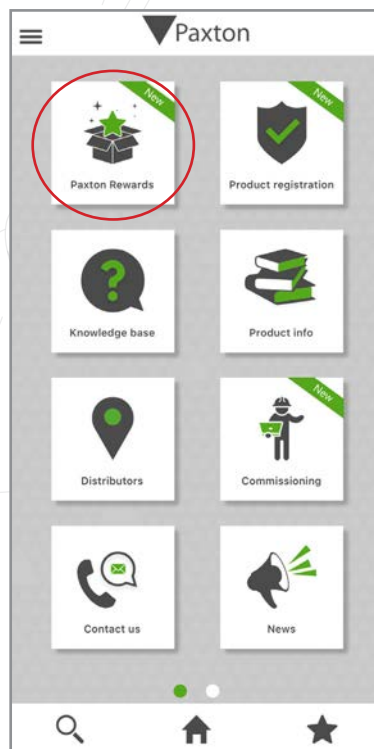 Paxton
New
New
Paxton Rewards
Product registration
Knowledge base
Product info
New
Distributors
Commissioning
Contact us
News